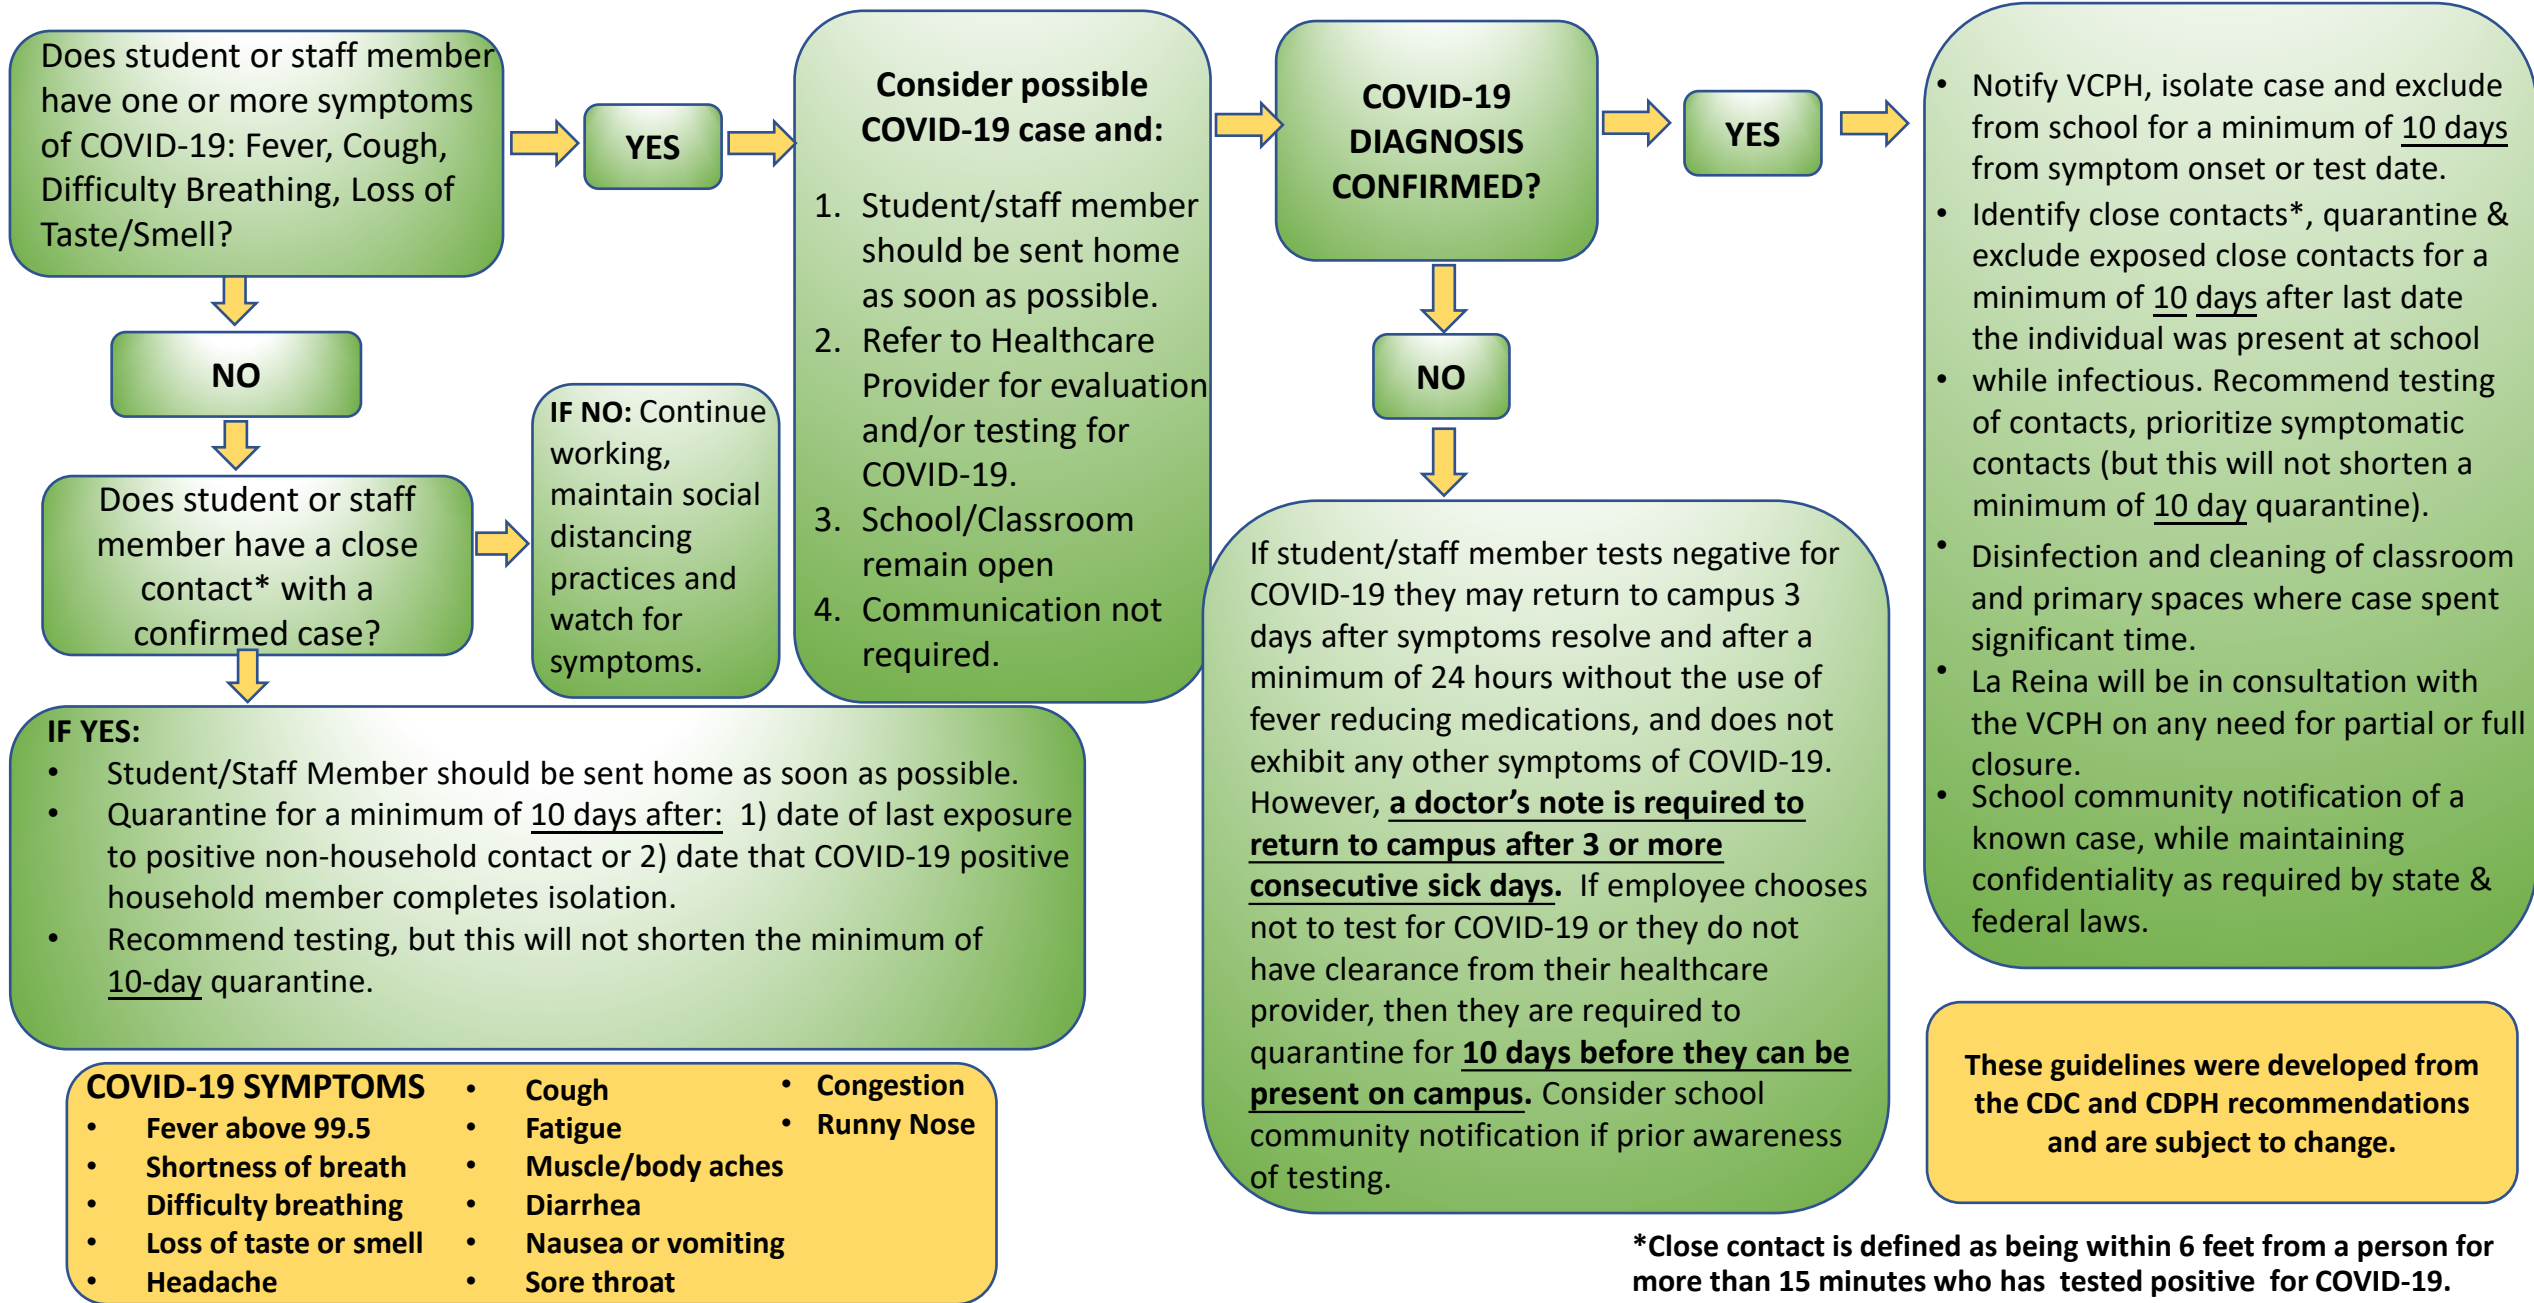 Does student or staff member
have one or more symptoms
of COVID-19: Fever, Cough,
Difficulty Breathing, Loss of
Taste/Smell?
YES
NO
Does student or staff
member have a close
contact* with a
confirmed case?
IF NO: Continue
working,
maintain social
distancing
practices and
watch for
symptoms.
IF YES:
• Student/Staff Member should be sent home as soon as possible.
• Quarantine for a minimum of 10 days after: 1) date of last exposure
to positive non-household contact or 2) date that COVID-19 positive
household member completes isolation.
• Recommend testing, but this will not shorten the minimum of
10-day quarantine.
Consider possible
COVID-19 case and:
1. Student/staff member
should be sent home
as soon as possible.
2. Refer to Healthcare
Provider for evaluation
and/or testing for
COVID-19.
3. School/Classroom
remain open
4. Communication not
required.
COVID-19
DIAGNOSIS
CONFIRMED?
YES
NO
If student/staff member tests negative for
COVID-19 they may return to campus 3
days after symptoms resolve and after a
minimum of 24 hours without the use of
fever reducing medications, and does not
exhibit any other symptoms of COVID-19.
However, a doctor's note is required to
return to campus after 3 or more
consecutive sick days. If employee chooses
not to test for COVID-19 or they do not
have clearance from their healthcare
provider, then they are required to
quarantine for 10 days before they can be
present on campus. Consider school
community notification if prior awareness
of testing.
• Notify VCPH, isolate case and exclude
from school for a minimum of 10 days
from symptom onset or test date.
• Identify close contacts*, quarantine &
exclude exposed close contacts for a
minimum of 10 days after last date
the individual was present at school
• while infectious. Recommend testing
of contacts, prioritize symptomatic
contacts (but this will not shorten a
minimum of 10 day quarantine).
• Disinfection and cleaning of classroom
and primary spaces where case spent
significant time.
• La Reina will be in consultation with
the VCPH on any need for partial or full
closure.
• School community notification of a
known case, while maintaining
confidentiality as required by state &
federal laws.
COVID-19 SYMPTOMS
• Fever above 99.5
• Shortness of breath
• Difficulty breathing
• Loss of taste or smell
• Headache
• Cough
• Fatigue
• Muscle/body aches
• Diarrhea
• Nausea or vomiting
• Sore throat
• Congestion
• Runny Nose
These guidelines were developed from
the CDC and CDPH recommendations
and are subject to change.
*Close contact is defined as being within 6 feet from a person for
more than 15 minutes who has tested positive for COVID-19.